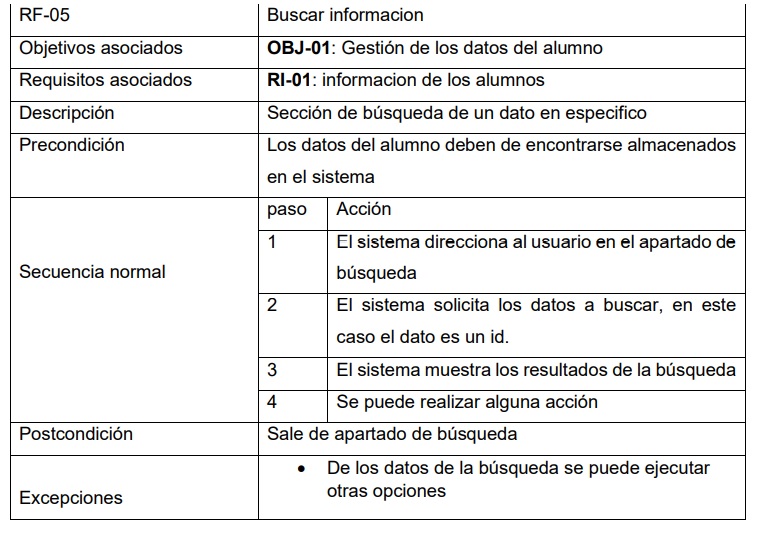 RF-05 Buscar informacion
Objetivos asociados OBJ-01: Gestión de los datos del alumno
Requisitos asociados RI-01: informacion de los alumnos
Descripción Sección de búsqueda de un dato en especifico
Precondición Los datos del alumno deben de encontrarse almacenados
en el sistema
Secuencia normal
paso Acción
1 El sistema direcciona al usuario en el apartado de
búsqueda
2 El sistema solicita los datos a buscar, en este
caso el dato es un id.
3 El sistema muestra los resultados de la búsqueda
4 Se puede realizar alguna acción
Postcondición Sale de apartado de búsqueda
Excepciones
• De los datos de la búsqueda se puede ejecutar
otras opciones